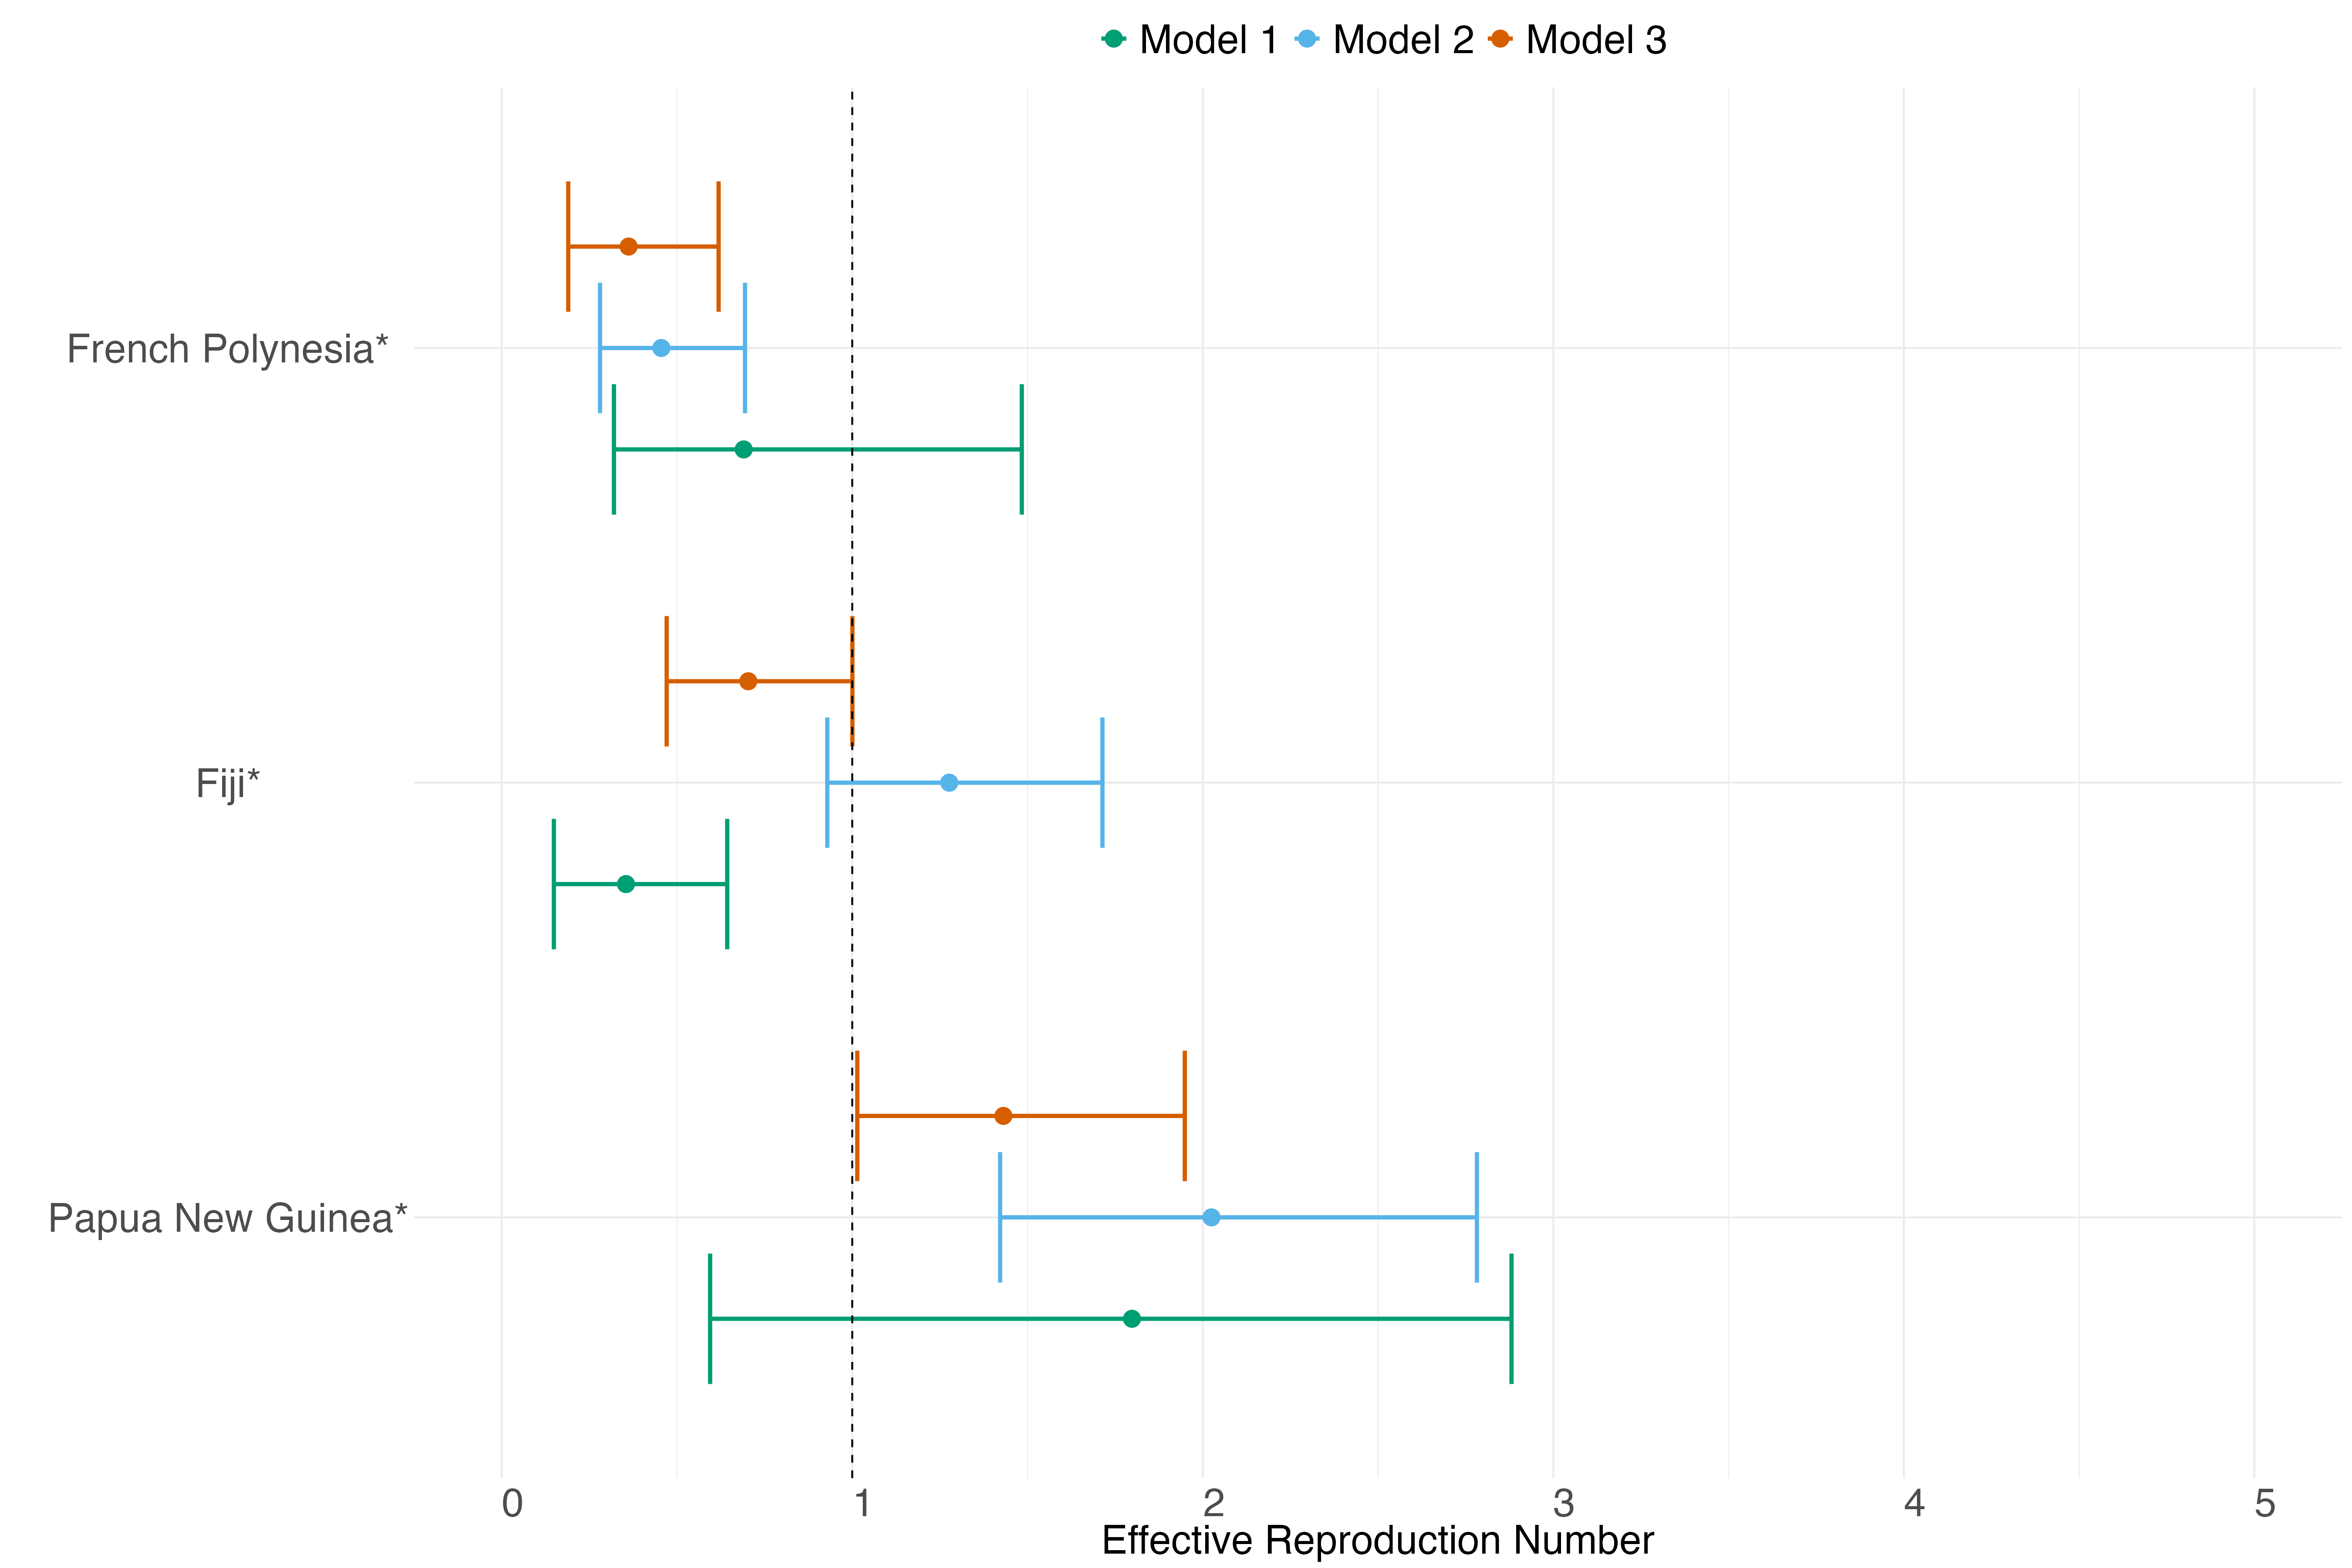 Model 1 Model 2 Model 3
French Polynesia*
Fiji*
Papua New Guinea*
0 1 2 3 4 5
Effective Reproduction Number